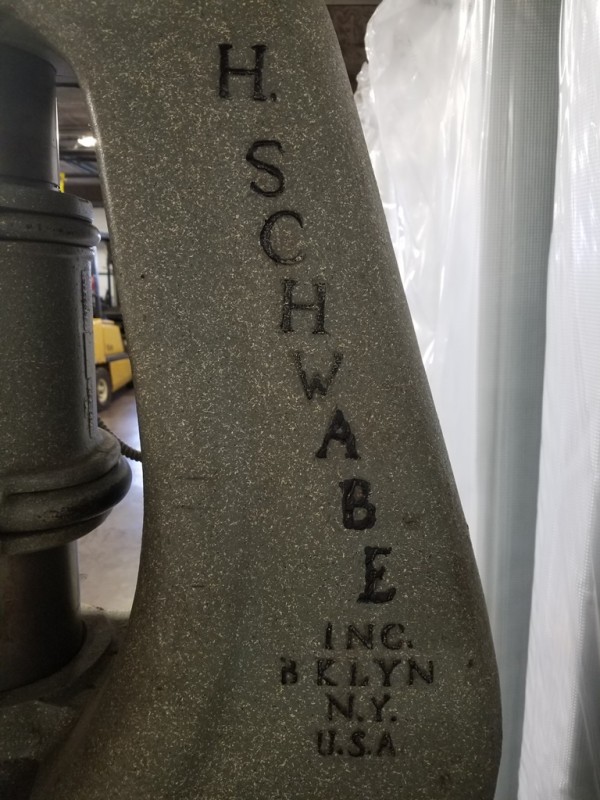 H.
SCHWABE
INC.
BKLYN
N.Y.
U.S.A